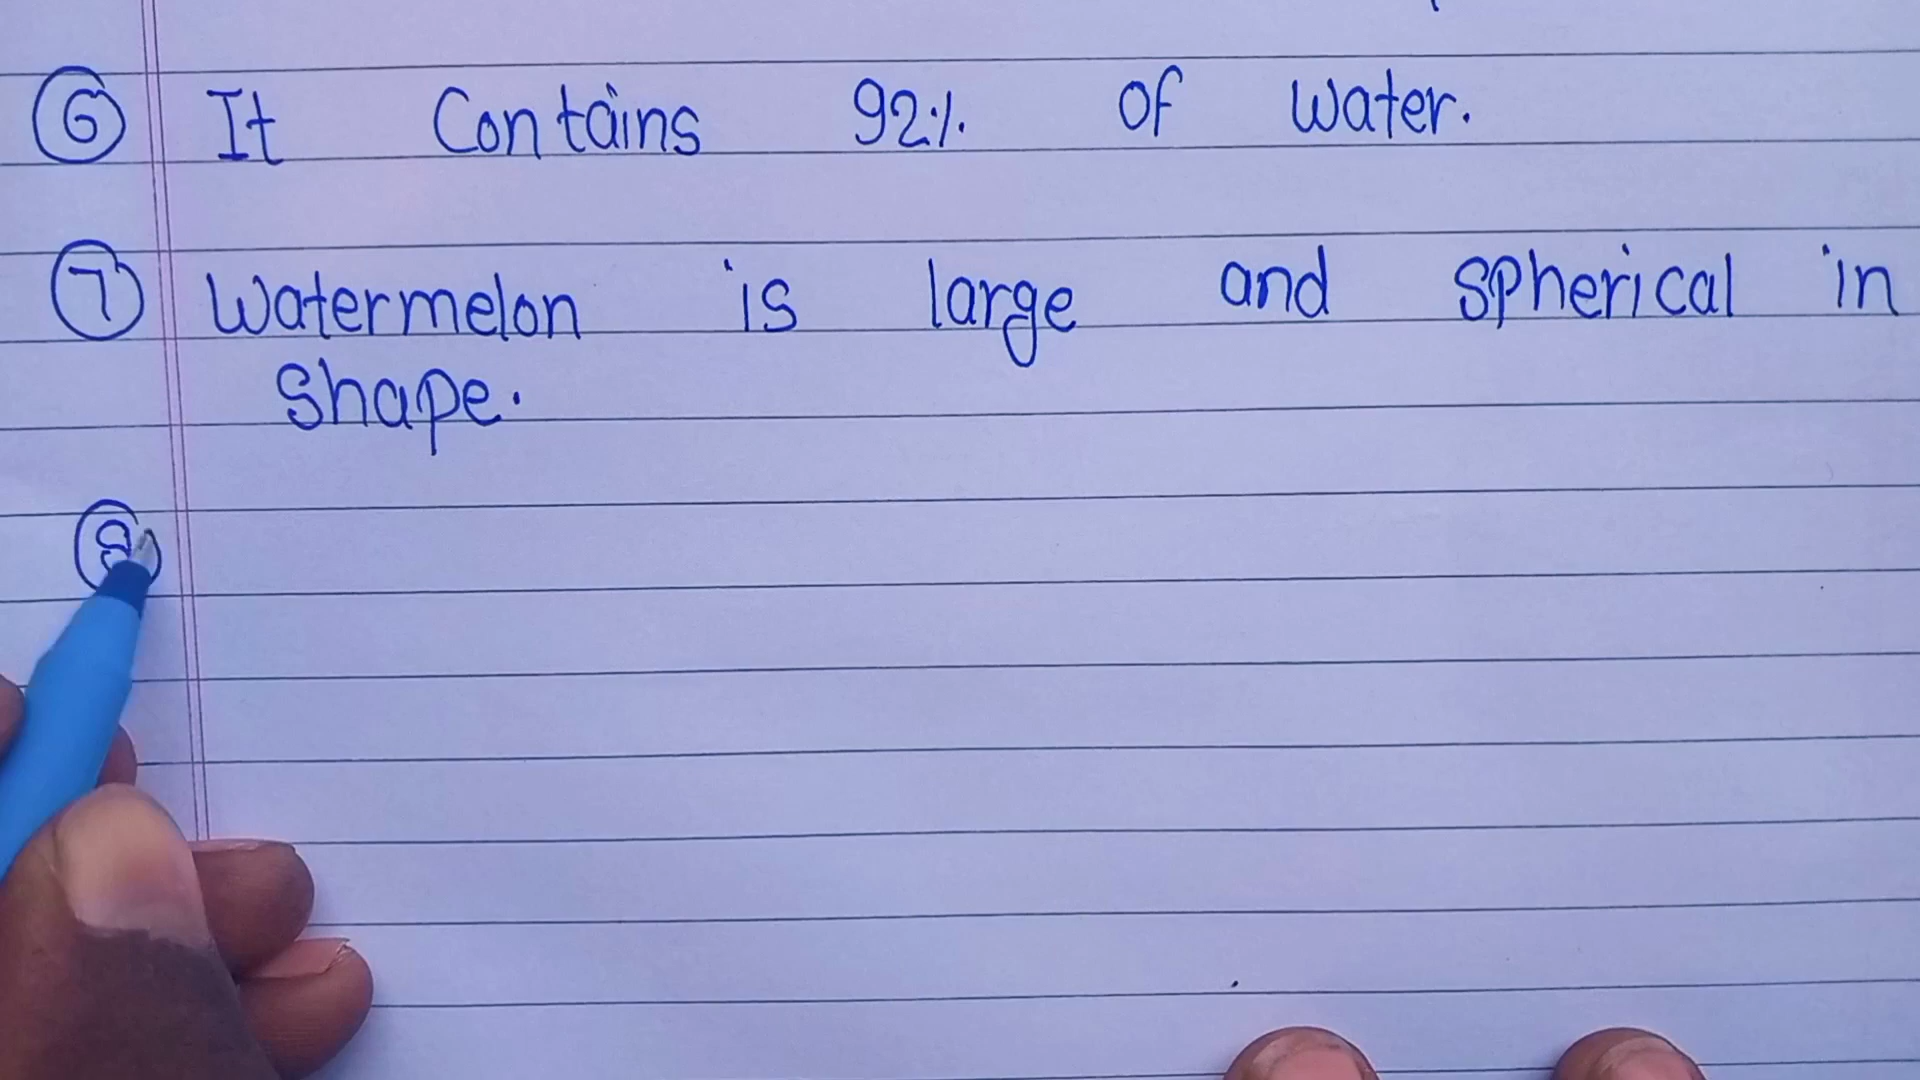 6 It Contains 92% of water.
7 Watermelon is large and spherical in
shape.
8